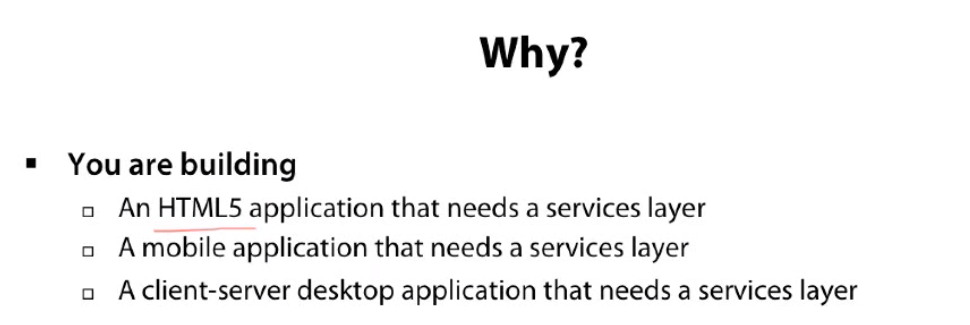 Why?
You are building
An HTML5 application that needs a services layer
A mobile application that needs a services layer
A client-server desktop application that needs a services layer